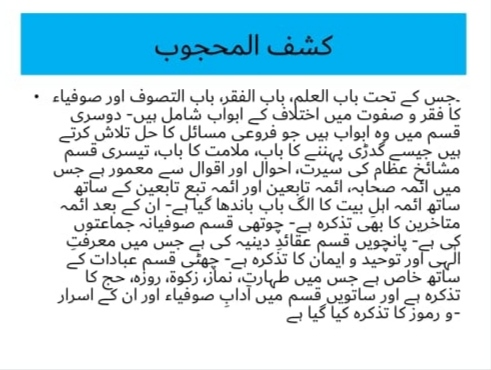 كشف المحجوب
• ۔جس کے تحت باب العلم، باب الفقر، باب التصوف اور صوفیاء
کا فقر و صفوت میں اختلاف کے ابواب شامل ہیں- دوسری
قسم میں وہ ابواب ہیں جو فروعی مسائل کا حل تلاش کرتے
ہیں جیسے گدڑی پہننے کا باب، ملامت کا باب، تیسری قسم
مشائخ عظام کی سیرت، احوال اور اقوال سے معمور ہے جس
میں ائمہ صحابہ، ائمہ تابعین اور ائمہ تبع تابعین کے ساتھ
ساتھ ائمہ اہلِ بیت کا الگ باب باندھا گیا ہے- ان کے بعد ائمہ
متاخرین کا بھی تذکرہ ہے- چوتھی قسم صوفیانہ جماعتوں
کی ہے- پانچویں قسم عقائدِ دینیہ کی ہے جس میں معرفتِ
الٰہی اور توحید و ایمان کا تذکرہ ہے- چھٹی قسم عبادات کے
ساتھ خاص ہے جس میں طہارت، نماز، زکوة، روزہ، حج کا
تذکرہ ہے اور ساتویں قسم میں آدابِ صوفیاء اور ان کے اسرار
-و رموز کا تذکرہ کیا گیا ہے